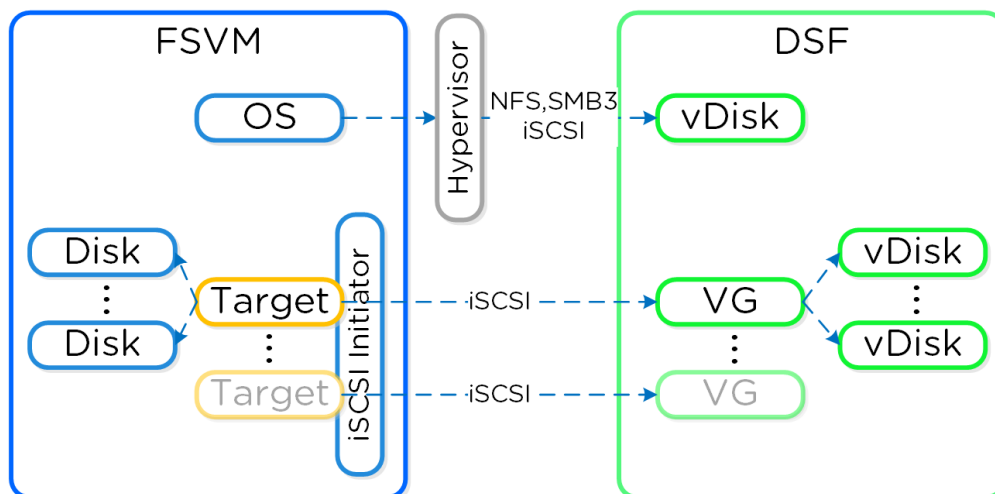 FSVM
DSF
OS
Hypervisor
NFS,SMB3
iSCSI
vDisk
Disk
Disk
Target
Target
iSCSI Initiator
iSCSI
iSCSI
VG
VG
vDisk
vDisk